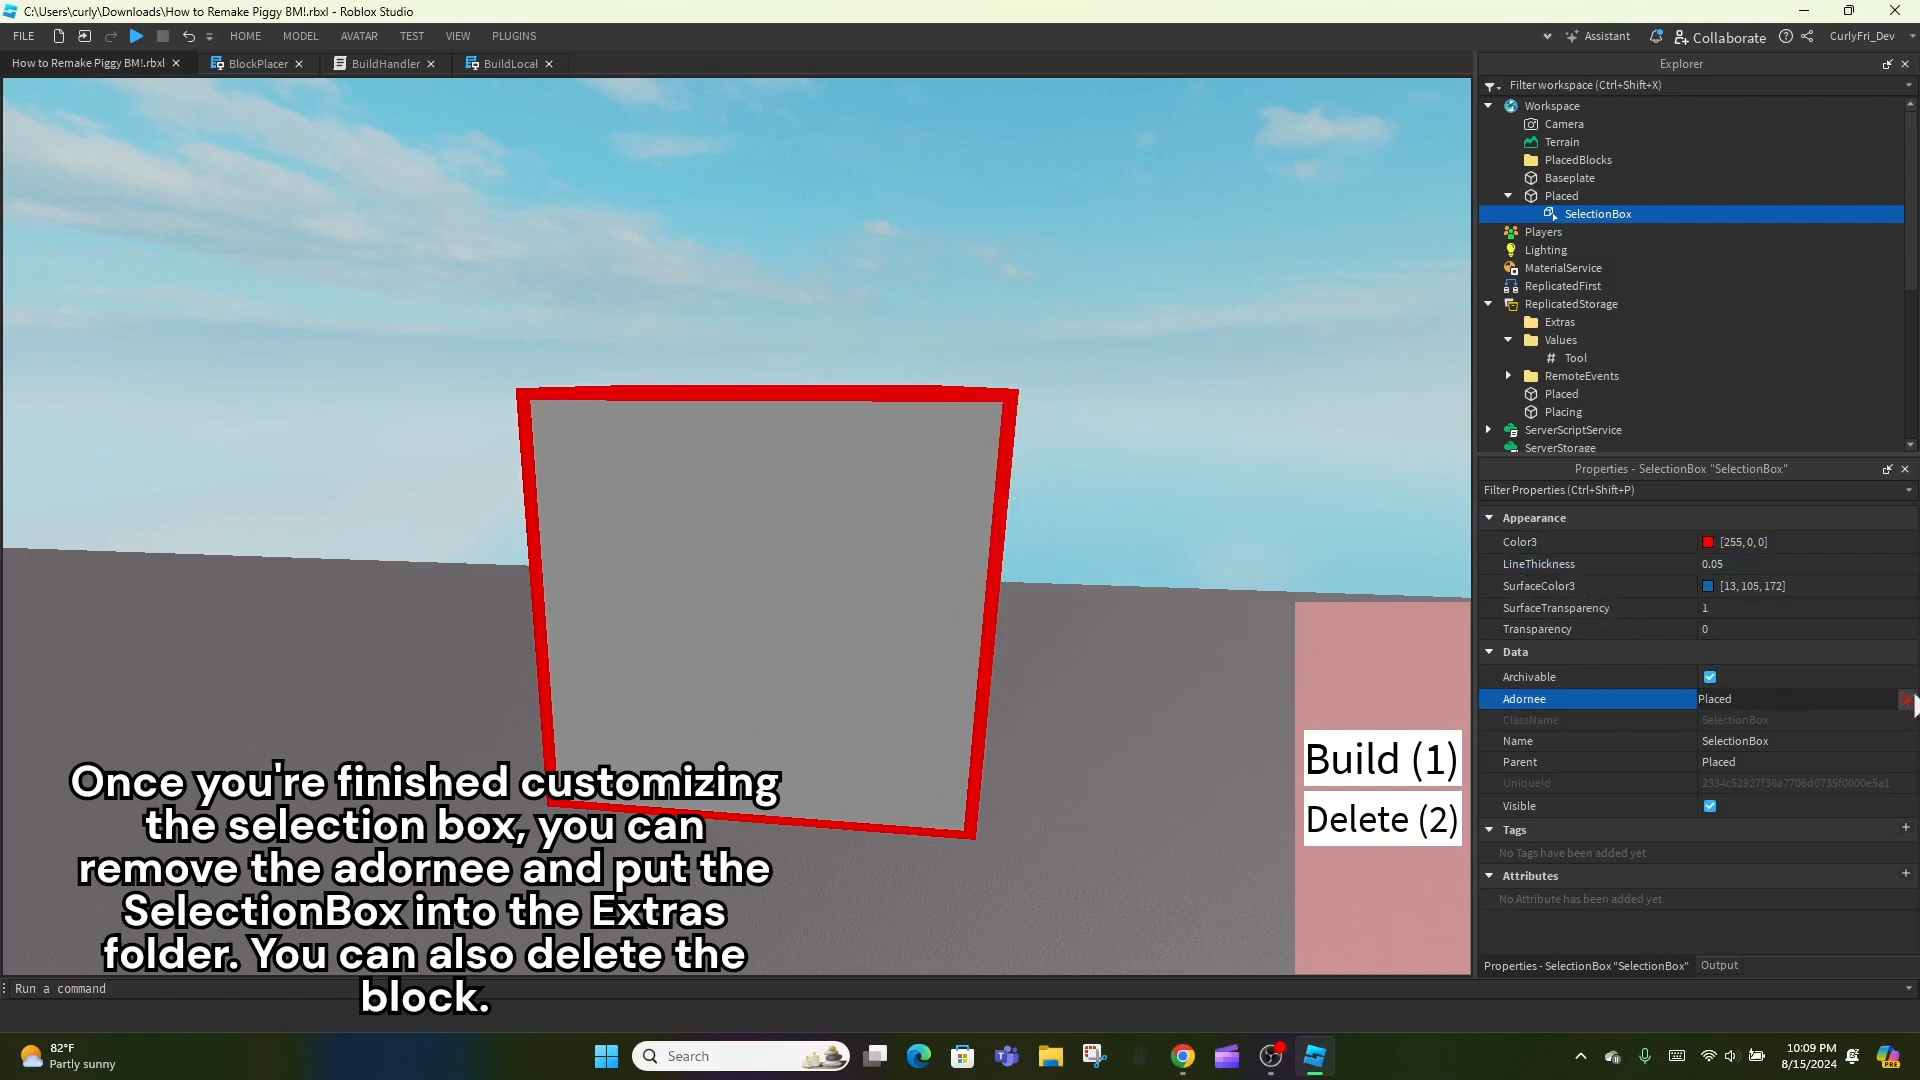 C:\Users\curly\Downloads\How to Remake Piggy BM!.rbxl - Roblox Studio
FILE HOME MODEL AVATAR TEST VIEW PLUGINS Assistant Collaborate CurlyFri_Dev
How to Remake Piggy BM!.rbxl BlockPlacer BuildHandler BuildLocal
Explorer
Filter workspace (Ctrl+Shift+X)
Workspace
Camera
Terrain
PlacedBlocks
Baseplate
Placed
SelectionBox
Players
Lighting
MaterialService
ReplicatedFirst
ReplicatedStorage
Extras
Values
Tool
RemoteEvents
Placed
Placing
ServerScriptService
ServerStorage
Properties - SelectionBox "SelectionBox"
Filter Properties (Ctrl+Shift+P)
Appearance
Color3 [255, 0, 0]
LineThickness 0.05
SurfaceColor3 [13, 105, 172]
SurfaceTransparency 1
Transparency 0
Data
Archivable
Adornee Placed
ClassName SelectionBox
Name SelectionBox
Parent Placed
UniqueId 2334c52927f36a7706d0735f0000e5a1
Visible
Tags
No Tags have been added yet
Attributes
No Attribute has been added yet
Properties - SelectionBox "SelectionBox" Output
Build (1)
Delete (2)
Once you're finished customizing
the selection box, you can
remove the adornee and put the
SelectionBox into the Extras
folder. You can also delete the
block.
Run a command
82°F
Partly sunny
Search
10:09 PM
8/15/2024
PRE